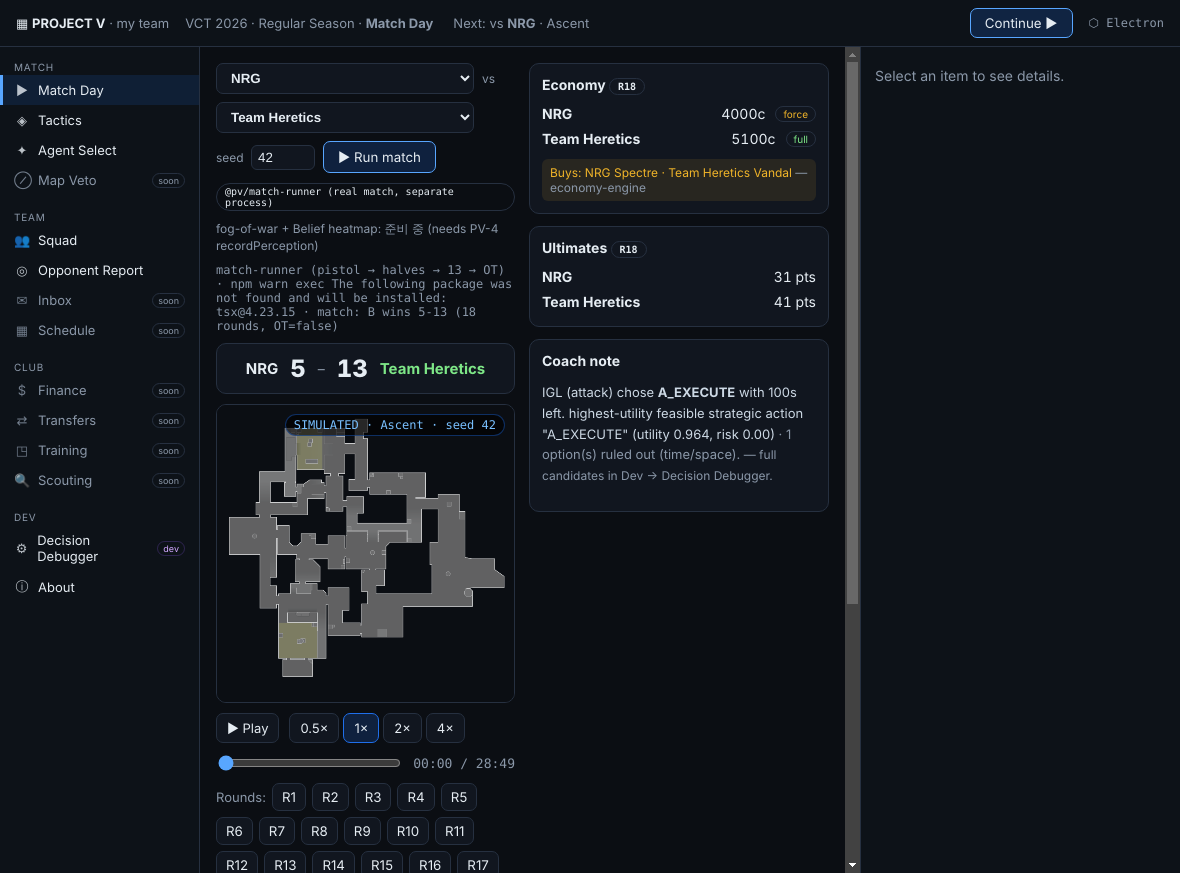 PROJECT V · my team
VCT 2026 · Regular Season · Match Day
Next: vs NRG · Ascent
Continue ▶
⬡ Electron
MATCH
▶ Match Day
◈ Tactics
✦ Agent Select
Map Veto soon
TEAM
👥 Squad
◎ Opponent Report
✉ Inbox soon
▦ Schedule soon
CLUB
$ Finance soon
⇄ Transfers soon
◳ Training soon
🔍 Scouting soon
DEV
⚙ Decision
Debugger dev
ⓘ About
NRG vs
Team Heretics
seed 42 ▶ Run match
@pv/match-runner (real match, separate
process)
fog-of-war + Belief heatmap: 준비 중 (needs PV-4
recordPerception)
match-runner (pistol → halves → 13 → OT)
· npm warn exec The following package was
not found and will be installed:
tsx@4.23.15 · match: B wins 5-13 (18
rounds, OT=false)
NRG 5 – 13 Team Heretics
SIMULATED · Ascent · seed 42
▶ Play 0.5× 1× 2× 4×
00:00 / 28:49
Rounds: R1 R2 R3 R4 R5
R6 R7 R8 R9 R10 R11
R12 R13 R14 R15 R16 R17
Economy R18
NRG 4000c force
Team Heretics 5100c full
Buys: NRG Spectre · Team Heretics Vandal —
economy-engine
Ultimates R18
NRG 31 pts
Team Heretics 41 pts
Coach note
IGL (attack) chose A_EXECUTE with 100s
left. highest-utility feasible strategic action
"A_EXECUTE" (utility 0.964, risk 0.00) · 1
option(s) ruled out (time/space). — full
candidates in Dev → Decision Debugger.
Select an item to see details.